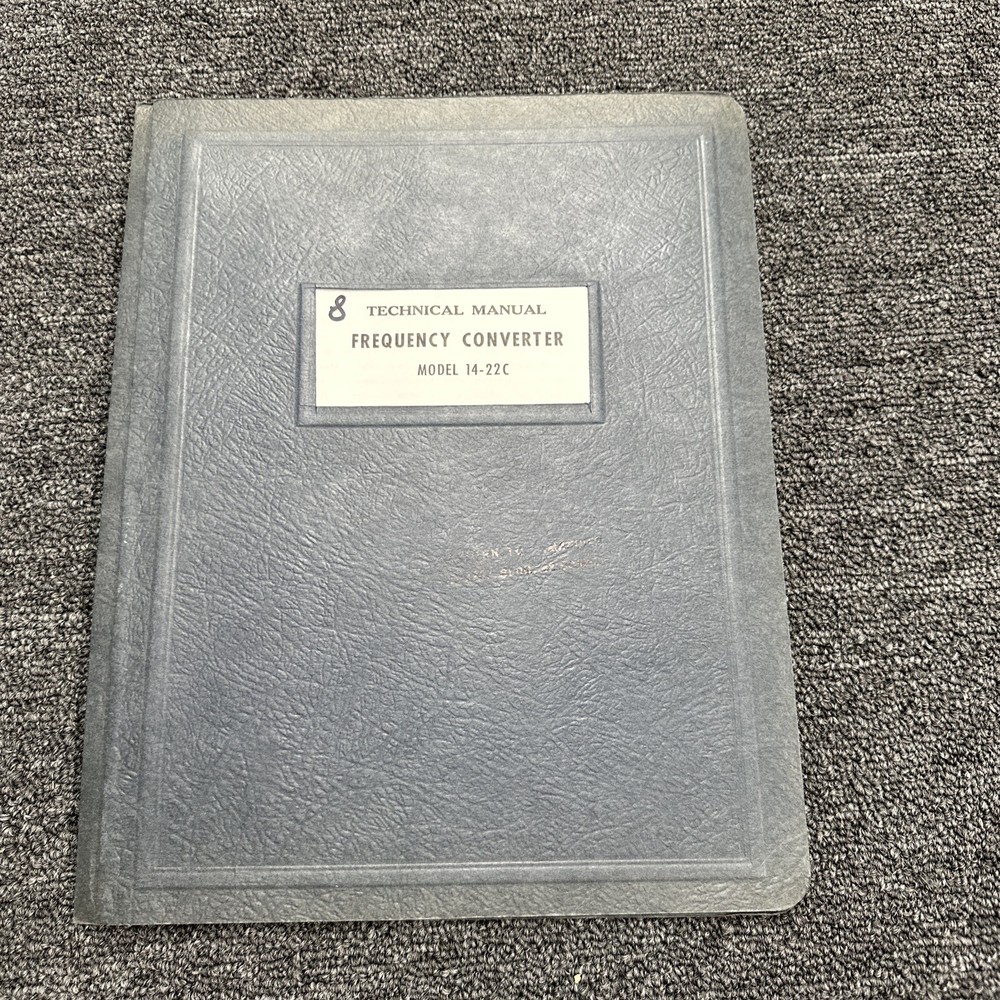 8 TECHNICAL MANUAL
FREQUENCY CONVERTER
MODEL 14-22C